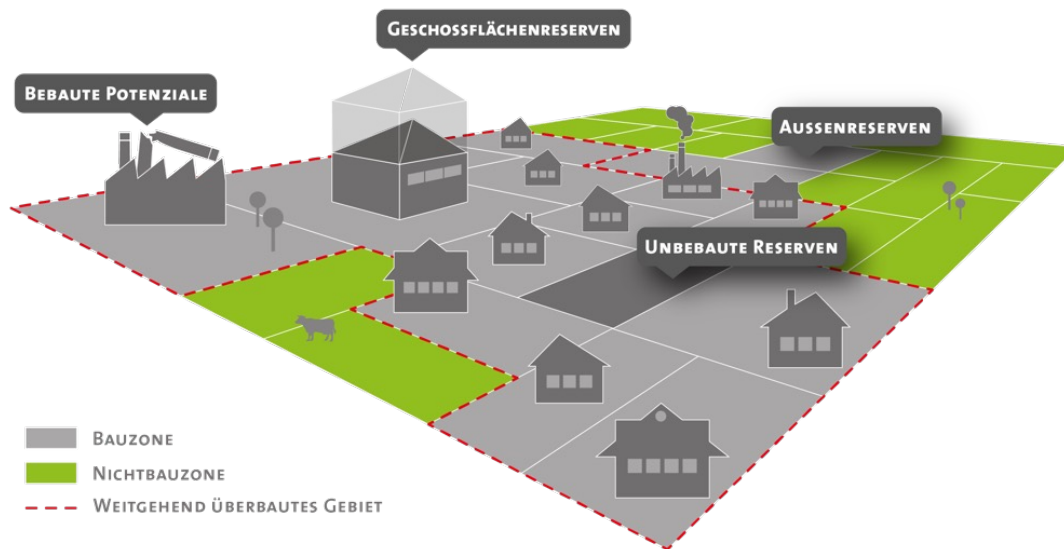 GESCHOSSFLÄCHENRESERVEN
BEBAUTE POTENZIALE
AUSSENRESERVEN
UNBEBAUTE RESERVEN
BAUZONE
NICHTBAUZONE
WEITGEHEND ÜBERBAUTES GEBIET